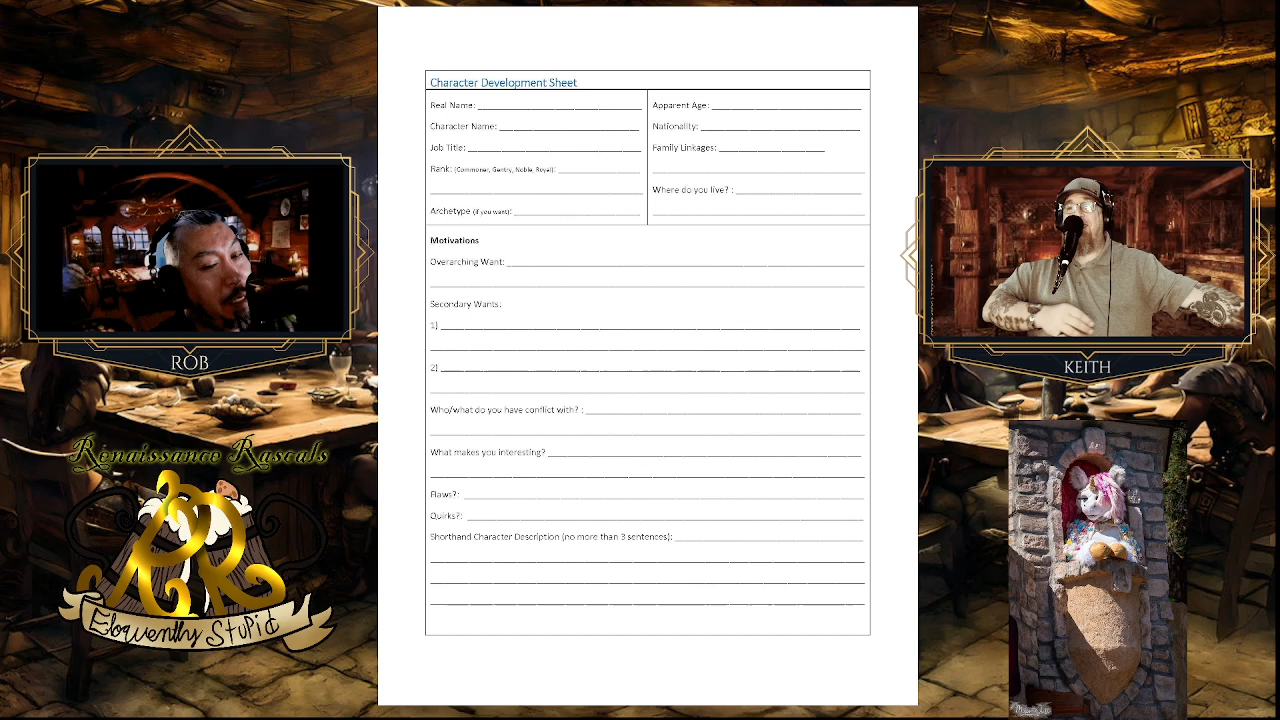 Character Development Sheet
Real Name:
Apparent Age:
Character Name:
Nationality:
Job Title:
Family Linkages:
Rank: (Commoner, Gentry, Noble, Royal):
Where do you live? :
Archetype (if you want):
Motivations
Overarching Want:
Secondary Wants:
1)
2)
Who/what do you have conflict with? :
What makes you interesting?
Flaws?:
Quirks?:
Shorthand Character Description (no more than 3 sentences):
ROB
KEITH
Renaissance Rascals
RR
Eloquently Stupid